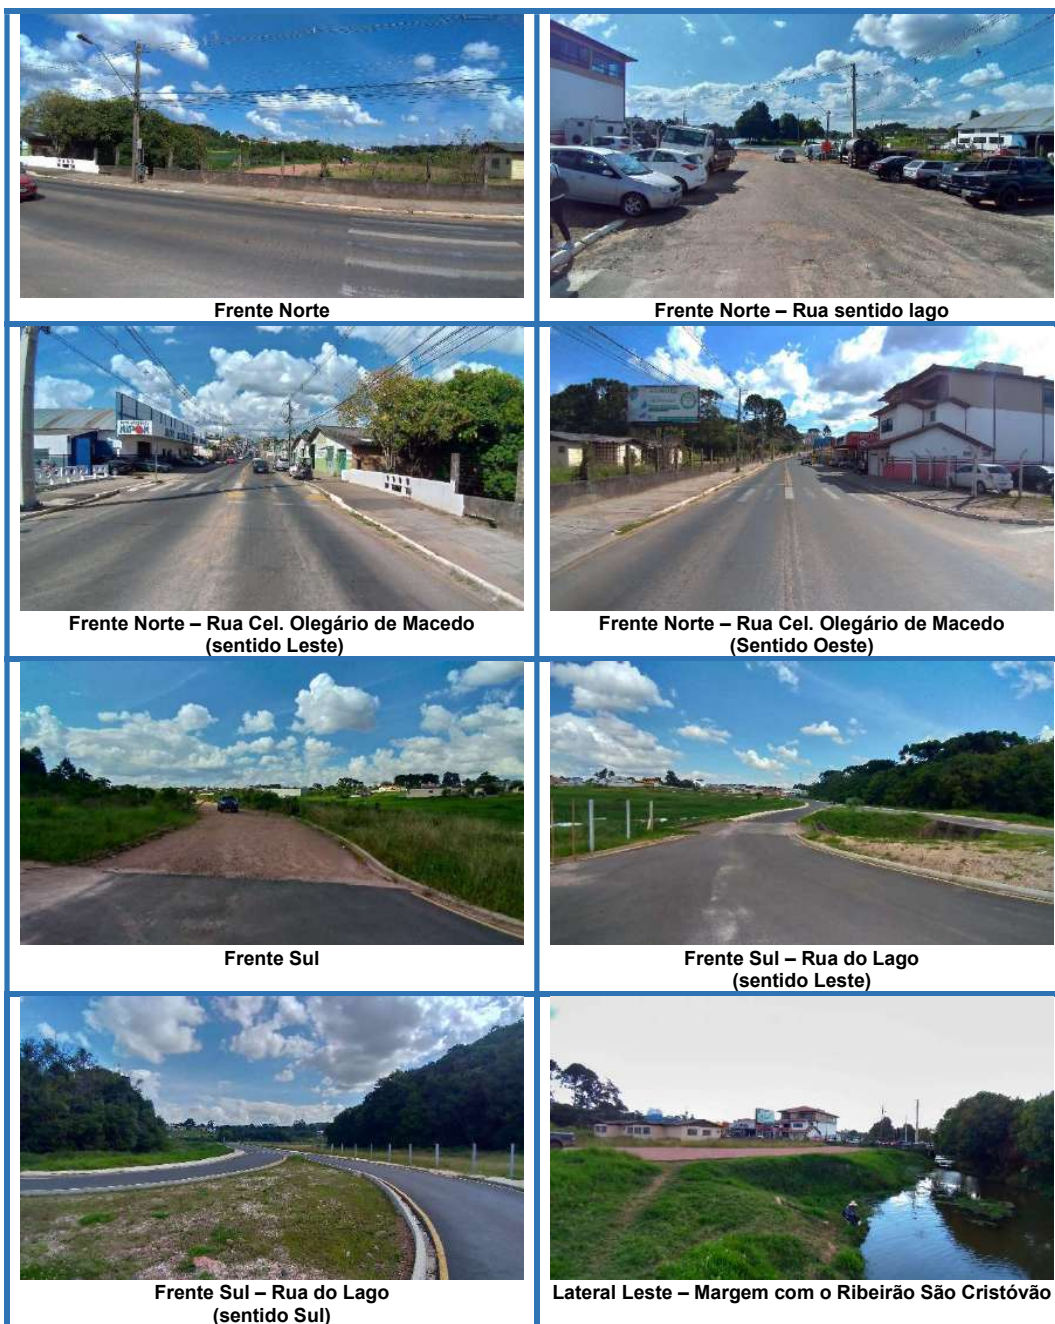 Frente Norte
Frente Norte – Rua sentido lago
Frente Norte – Rua Cel. Olegário de Macedo
(sentido Leste)
Frente Norte – Rua Cel. Olegário de Macedo
(Sentido Oeste)
Frente Sul
Frente Sul – Rua do Lago
(sentido Leste)
Frente Sul – Rua do Lago
(sentido Sul)
Lateral Leste – Margem com o Ribeirão São Cristóvão